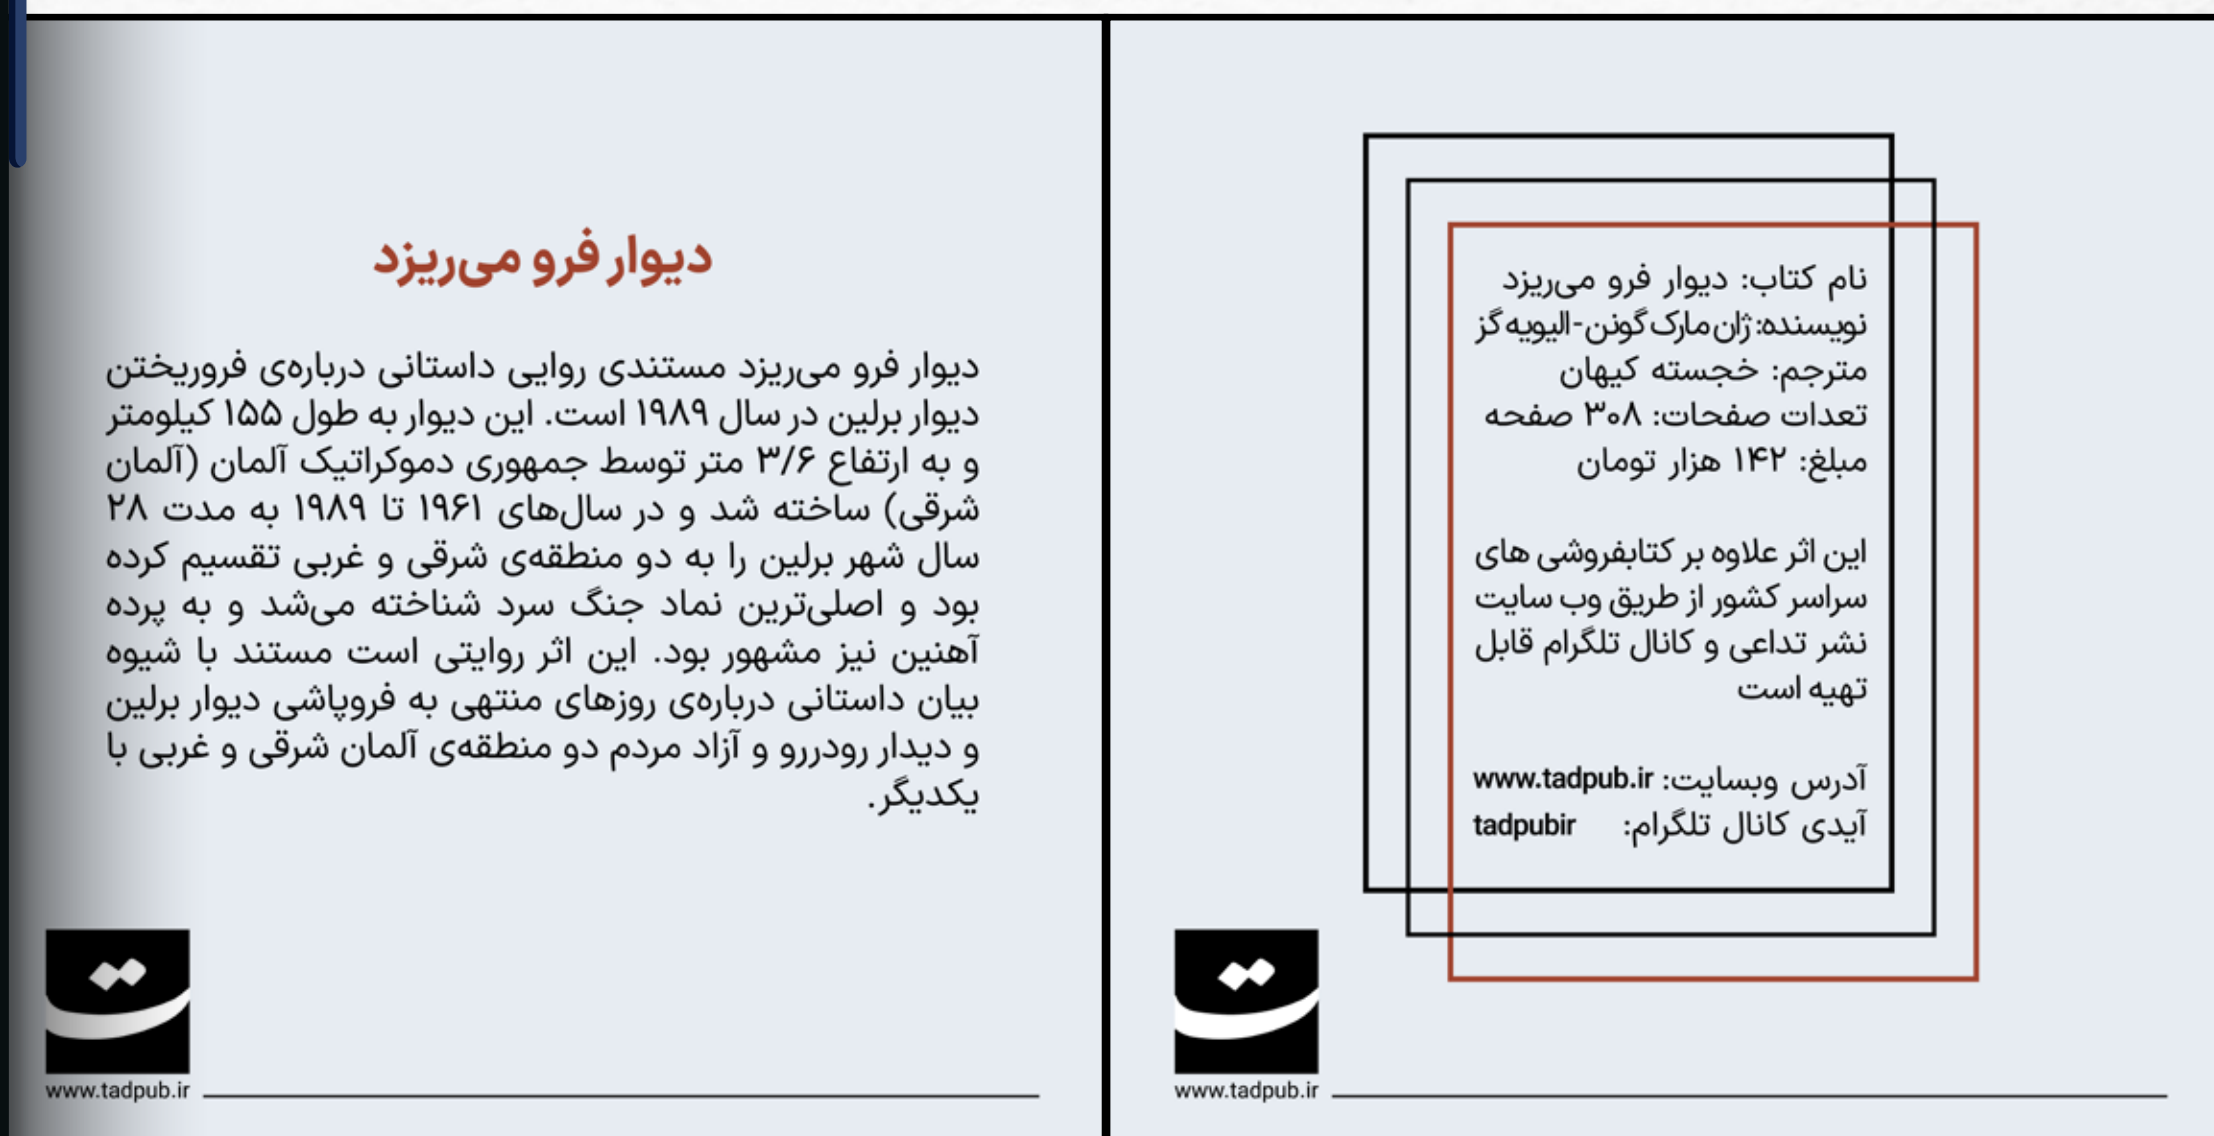 دیوار فرو می‌ریزد
دیوار فرو می‌ریزد مستندی روایی داستانی درباره‌ی فروریختن
دیوار برلین در سال ۱۹۸۹ است. این دیوار به طول ۱۵۵ کیلومتر
و به ارتفاع ۳/۶ متر توسط جمهوری دموکراتیک آلمان (آلمان
شرقی) ساخته شد و در سال‌های ۱۹۶۱ تا ۱۹۸۹ به مدت ۲۸
سال شهر برلین را به دو منطقه‌ی شرقی و غربی تقسیم کرده
بود و اصلی‌ترین نماد جنگ سرد شناخته می‌شد و به پرده
آهنین نیز مشهور بود. این اثر روایتی است مستند با شیوه
بیان داستانی درباره‌ی روزهای منتهی به فروپاشی دیوار برلین
و دیدار رودررو و آزاد مردم دو منطقه‌ی آلمان شرقی و غربی با
یکدیگر.
www.tadpub.ir
نام کتاب: دیوار فرو می‌ریزد
نویسنده: ژان مارک گونن - الیویه گز
مترجم: خجسته کیهان
تعدات صفحات: ۳۰۸ صفحه
مبلغ: ۱۴۲ هزار تومان
این اثر علاوه بر کتابفروشی های
سراسر کشور از طریق وب سایت
نشر تداعی و کانال تلگرام قابل
تهیه است
آدرس وبسایت: www.tadpub.ir
آیدی کانال تلگرام: tadpubir
www.tadpub.ir